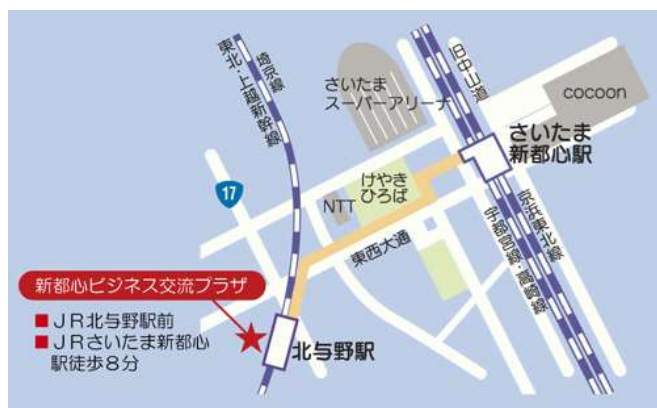 埼京線
東北・上越新幹線
さいたま
スーパーアリーナ
旧中山道
cocoon
さいたま
新都心駅
けやき
ひろば
NTT
17
東西大通
京浜東北線
宇都宮線・高崎線
新都心ビジネス交流プラザ
■ＪＲ北与野駅前
■ＪＲさいたま新都心
駅徒歩８分
北与野駅